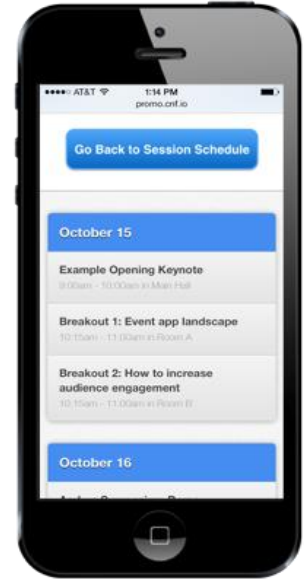 AT&T 1:14 PM
promo.cnf.io
Go Back to Session Schedule
October 15
Example Opening Keynote
9:00am - 10:00am in Main Hall
Breakout 1: Event app landscape
10:15am - 11:00am in Room A
Breakout 2: How to increase
audience engagement
10:15am - 11:00am in Room B
October 16